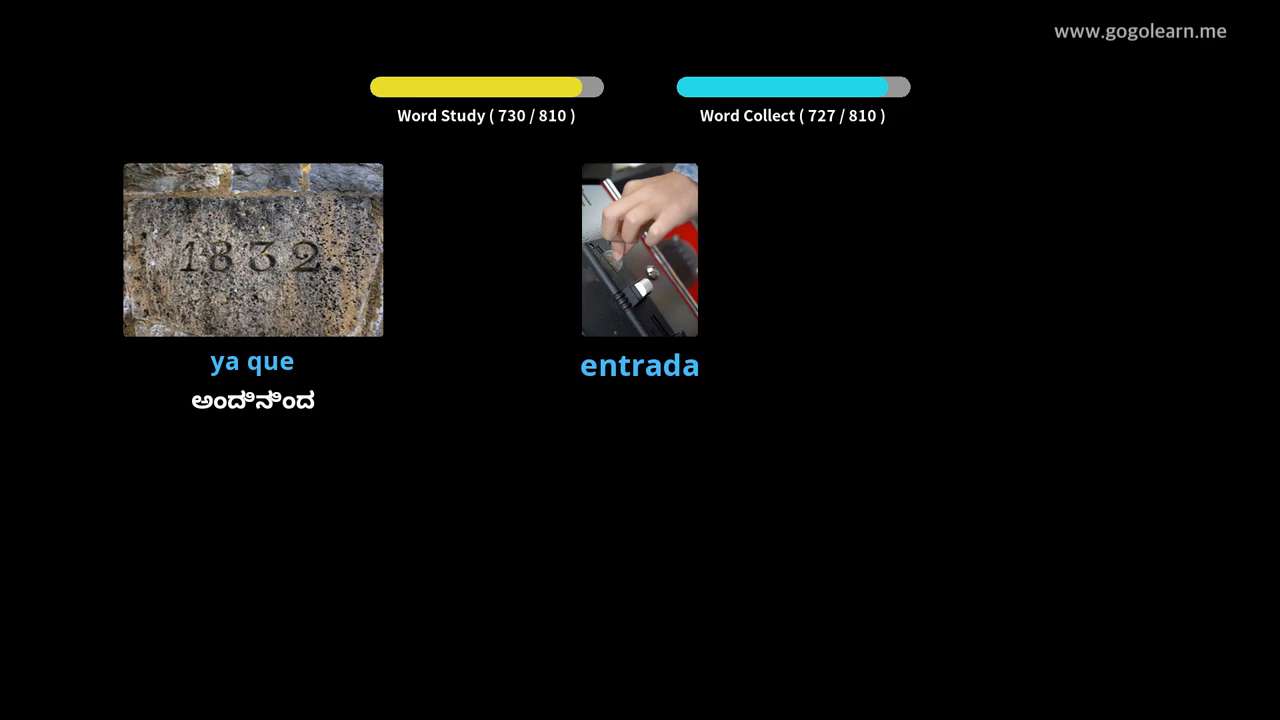 www.gogolearn.me
Word Study ( 730 / 810 )
Word Collect ( 727 / 810 )
1832.
ya que
ಅಂದಿನಿಂದ
entrada